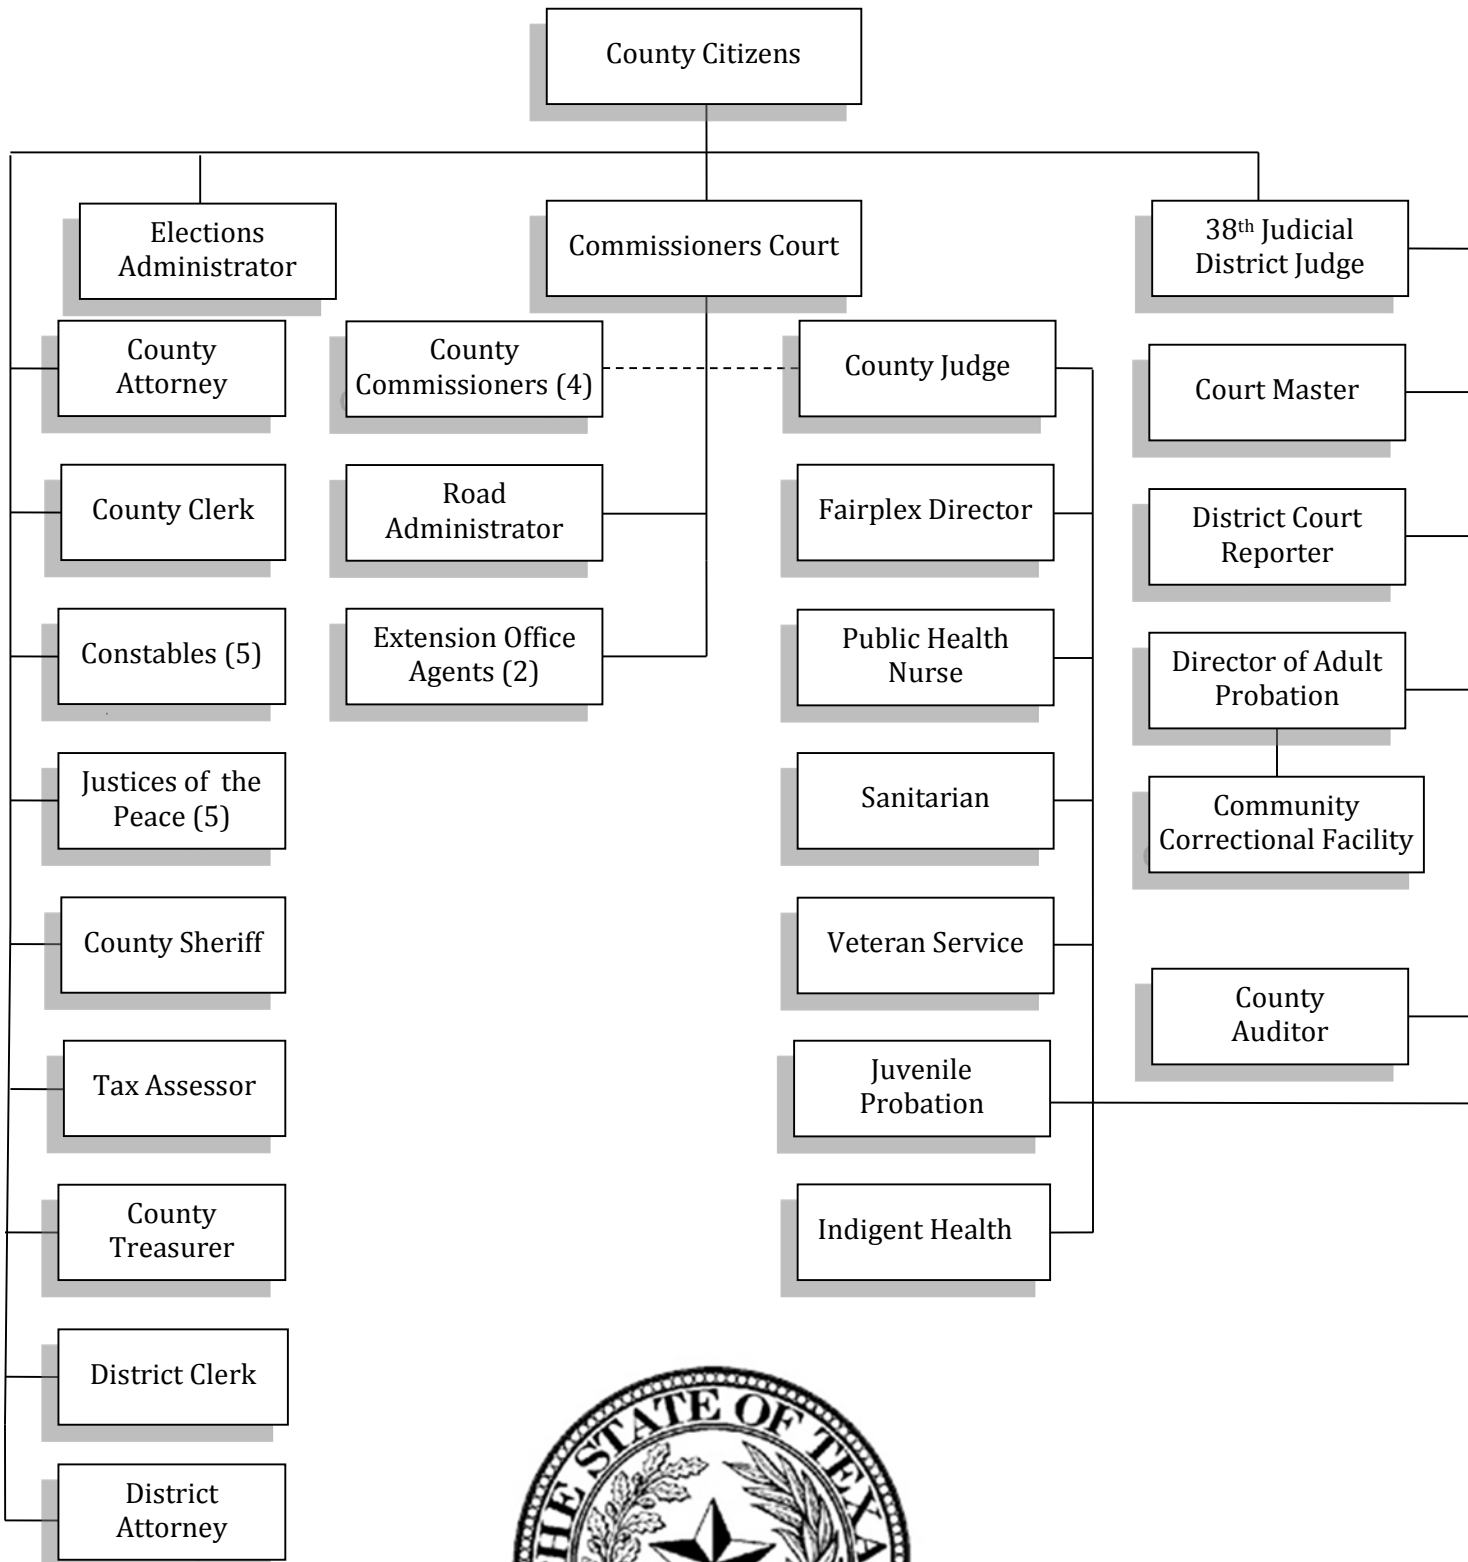 County Citizens
Elections
Administrator
Commissioners Court
38th Judicial
District Judge
County
Attorney
County
Commissioners (4)
County Judge
Court Master
County Clerk
Road
Administrator
Fairplex Director
District Court
Reporter
Constables (5)
Extension Office
Agents (2)
Public Health
Nurse
Director of Adult
Probation
Justices of the
Peace (5)
Sanitarian
Community
Correctional Facility
County Sheriff
Veteran Service
County
Auditor
Tax Assessor
Juvenile
Probation
County
Treasurer
Indigent Health
District Clerk
District
Attorney
THE STATE OF TEXA